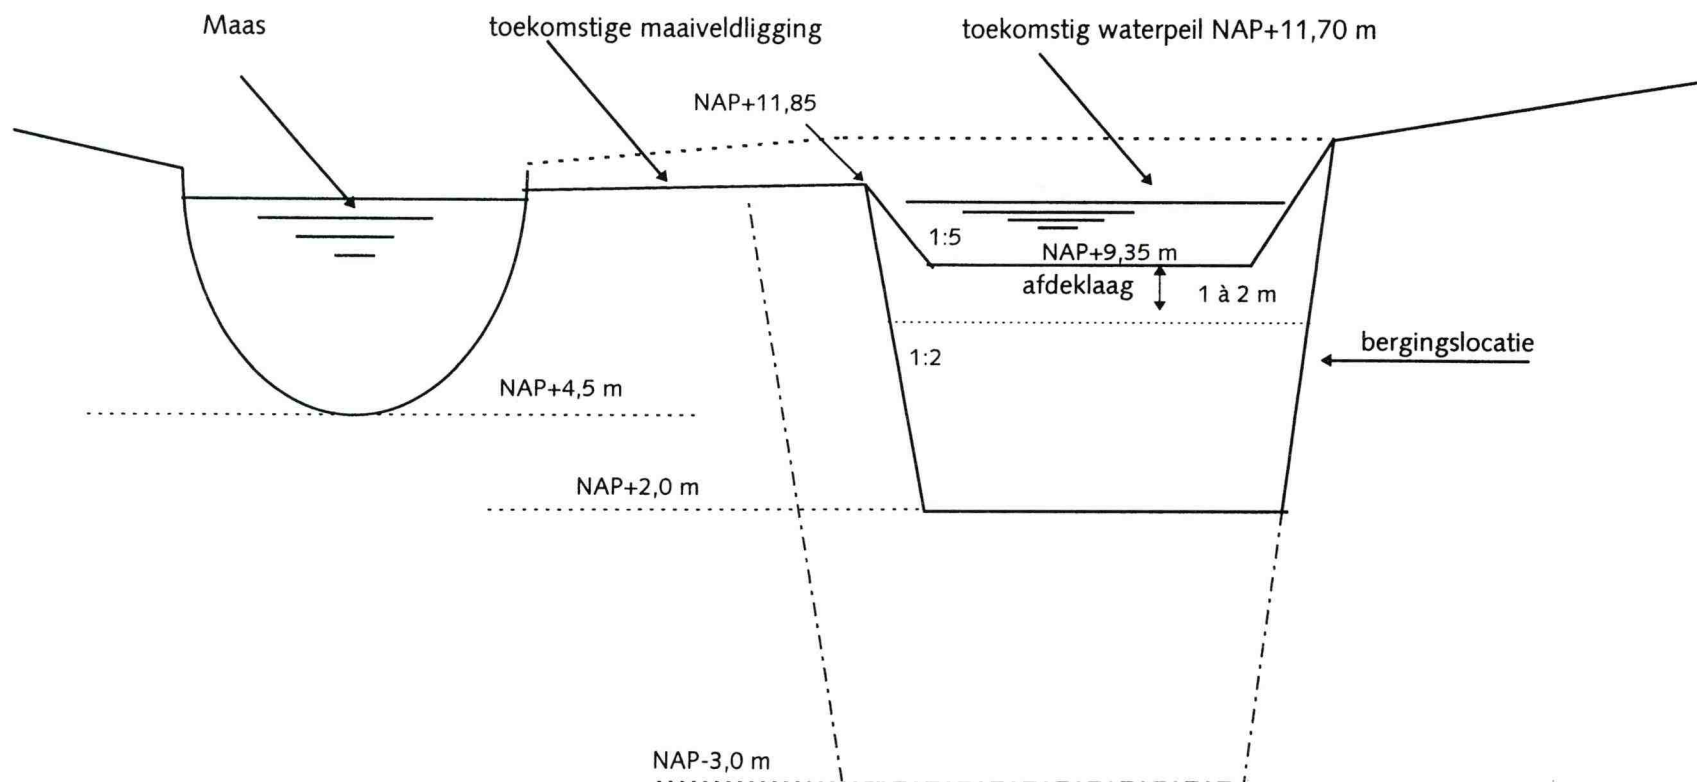 Maas
toekomstige maaiveldligging
toekomstig waterpeil NAP+11,70 m
NAP+11,85
1:5
NAP+9,35 m
afdeklaag
1 à 2 m
bergingslocatie
1:2
NAP+4,5 m
NAP+2,0 m
NAP-3,0 m